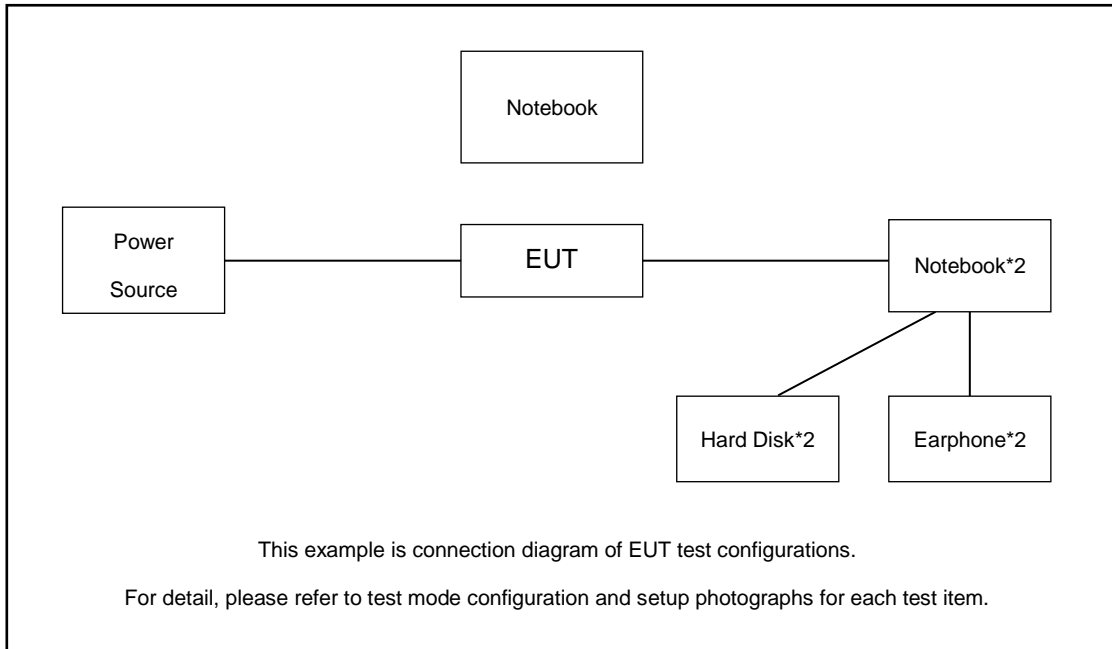 Notebook
Power
Source
EUT
Notebook*2
Hard Disk*2
Earphone*2
This example is connection diagram of EUT test configurations.
For detail, please refer to test mode configuration and setup photographs for each test item.